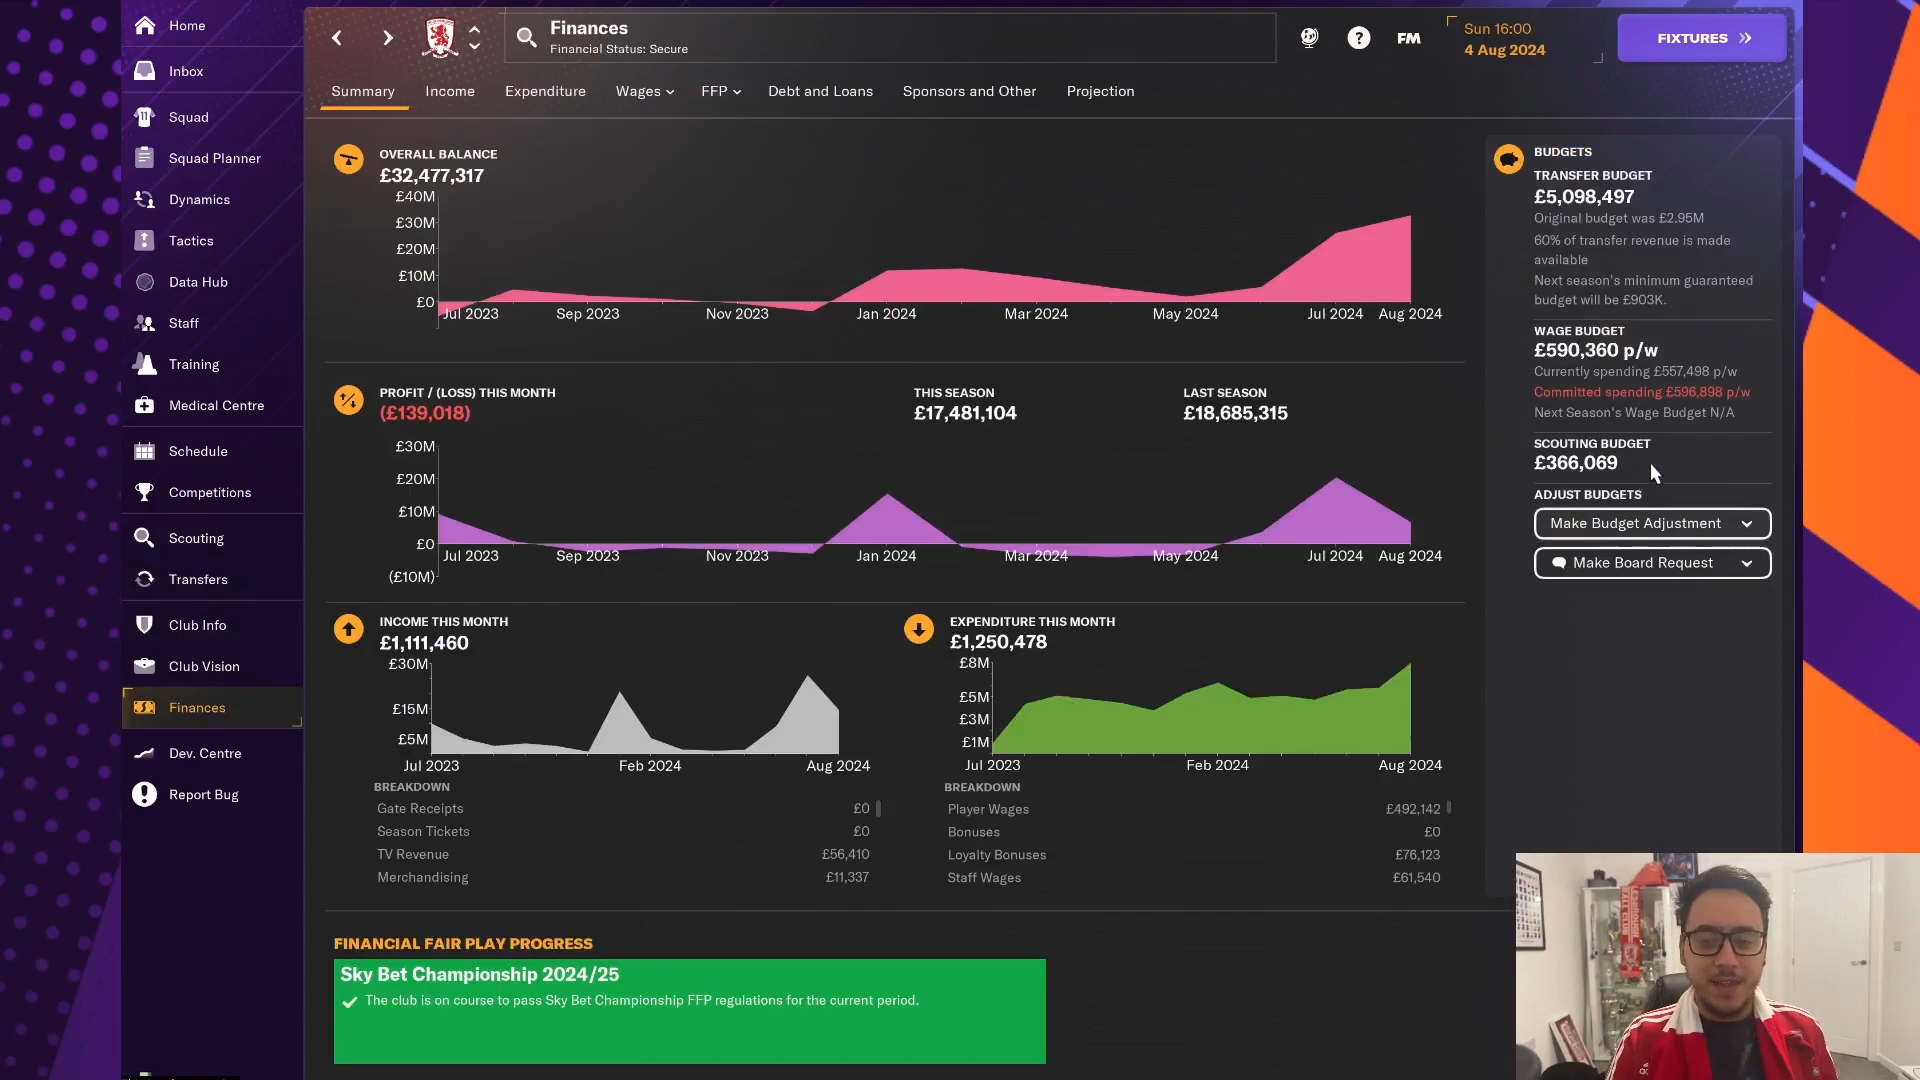 Home
Inbox
Squad
Squad Planner
Dynamics
Tactics
Data Hub
Staff
Training
Medical Centre
Schedule
Competitions
Scouting
Transfers
Club Info
Club Vision
Finances
Dev. Centre
Report Bug
Finances
Financial Status: Secure
?
FM
Sun 16:00
4 Aug 2024
FIXTURES
Summary
Income
Expenditure
Wages
FFP
Debt and Loans
Sponsors and Other
Projection
OVERALL BALANCE
£32,477,317
£40M
£30M
£20M
£10M
£0
Jul 2023
Sep 2023
Nov 2023
Jan 2024
Mar 2024
May 2024
Jul 2024
Aug 2024
PROFIT / (LOSS) THIS MONTH
(£139,018)
THIS SEASON
£17,481,104
LAST SEASON
£18,685,315
£30M
£20M
£10M
£0
(£10M)
Jul 2023
Sep 2023
Nov 2023
Jan 2024
Mar 2024
May 2024
Jul 2024
Aug 2024
INCOME THIS MONTH
£1,111,460
£30M
£15M
£5M
Jul 2023
Feb 2024
Aug 2024
BREAKDOWN
Gate Receipts £0
Season Tickets £0
TV Revenue £56,410
Merchandising £11,337
EXPENDITURE THIS MONTH
£1,250,478
£8M
£5M
£3M
£1M
Jul 2023
Feb 2024
Aug 2024
BREAKDOWN
Player Wages £492,142
Bonuses £0
Loyalty Bonuses £76,123
Staff Wages £61,540
FINANCIAL FAIR PLAY PROGRESS
Sky Bet Championship 2024/25
The club is on course to pass Sky Bet Championship FFP regulations for the current period.
BUDGETS
TRANSFER BUDGET
£5,098,497
Original budget was £2.95M
60% of transfer revenue is made
available
Next season's minimum guaranteed
budget will be £903K.
WAGE BUDGET
£590,360 p/w
Currently spending £557,498 p/w
Committed spending £596,898 p/w
Next Season's Wage Budget N/A
SCOUTING BUDGET
£366,069
ADJUST BUDGETS
Make Budget Adjustment
Make Board Request